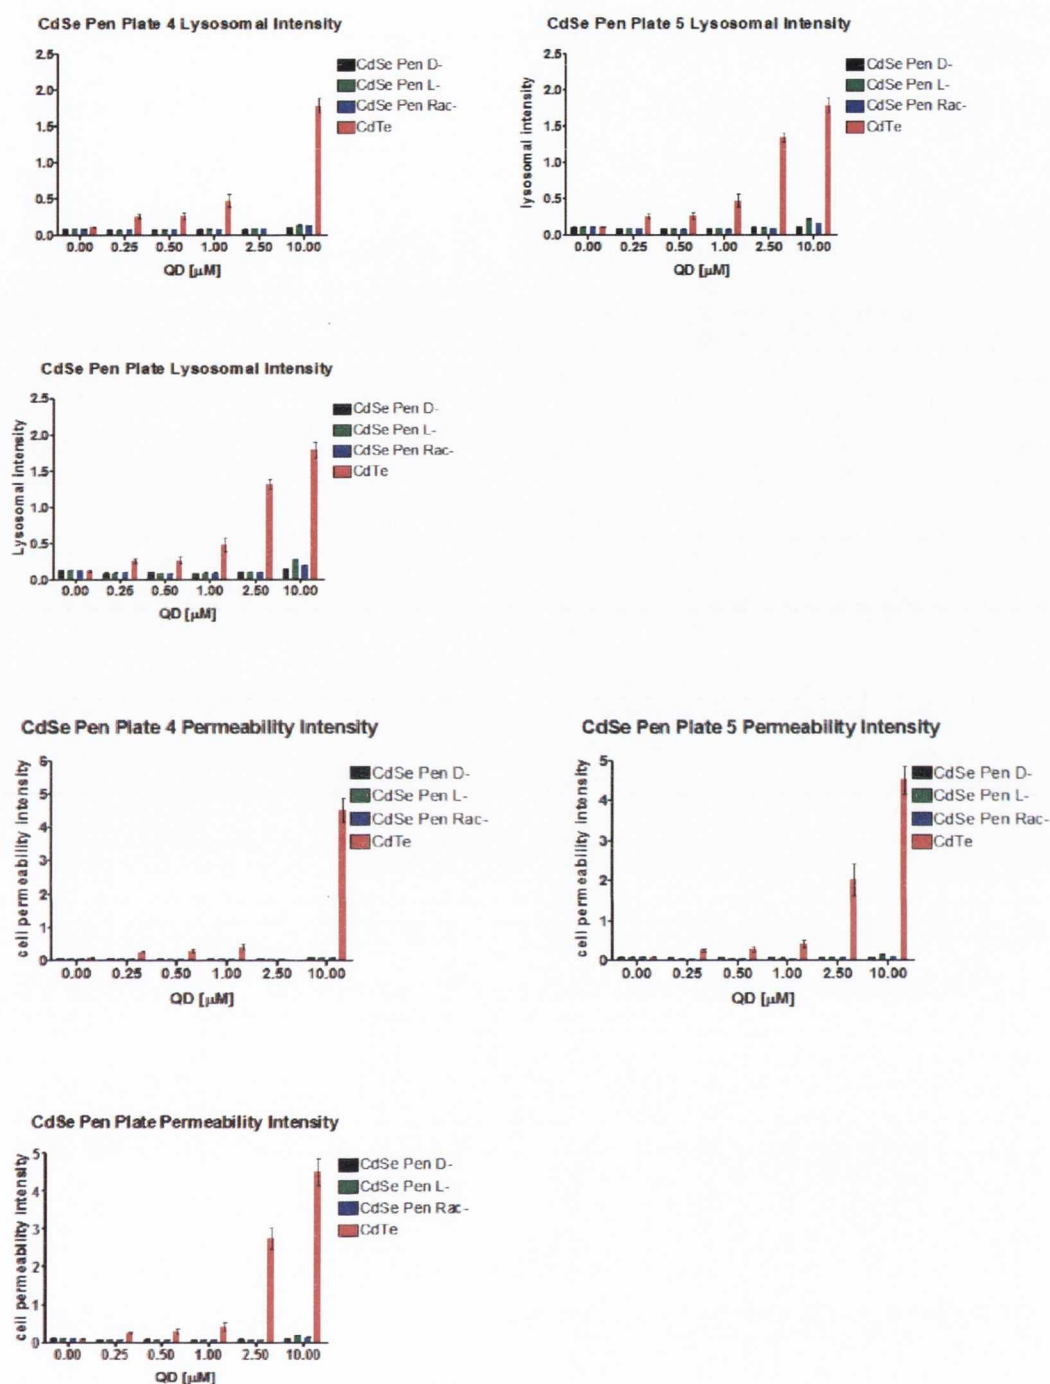 CdSe Pen Plate 4 Lysosomal Intensity
2.5
2.0
1.5
1.0
0.5
0.0
0.00 0.25 0.50 1.00 2.50 10.00
QD [µM]
CdSe Pen D-
CdSe Pen L-
CdSe Pen Rac-
CdTe
CdSe Pen Plate 5 Lysosomal Intensity
lysosomal intensity
2.5
2.0
1.5
1.0
0.5
0.0
0.00 0.25 0.50 1.00 2.50 10.00
QD [µM]
CdSe Pen D-
CdSe Pen L-
CdSe Pen Rac-
CdTe
CdSe Pen Plate Lysosomal Intensity
Lysosomal intensity
2.5
2.0
1.5
1.0
0.5
0.0
0.00 0.25 0.50 1.00 2.50 10.00
QD [µM]
CdSe Pen D-
CdSe Pen L-
CdSe Pen Rac-
CdTe
CdSe Pen Plate 4 Permeability Intensity
cell permeability intensity
6
5
4
3
2
1
0
0.00 0.25 0.50 1.00 2.50 10.00
QD [µM]
CdSe Pen D-
CdSe Pen L-
CdSe Pen Rac-
CdTe
CdSe Pen Plate 5 Permeability Intensity
cell permeability intensity
5
4
3
2
1
0
0.00 0.25 0.50 1.00 2.50 10.00
QD [µM]
CdSe Pen D-
CdSe Pen L-
CdSe Pen Rac-
CdTe
CdSe Pen Plate Permeability Intensity
cell permeability intensity
5
4
3
2
1
0
0.00 0.25 0.50 1.00 2.50 10.00
QD [µM]
CdSe Pen D-
CdSe Pen L-
CdSe Pen Rac-
CdTe